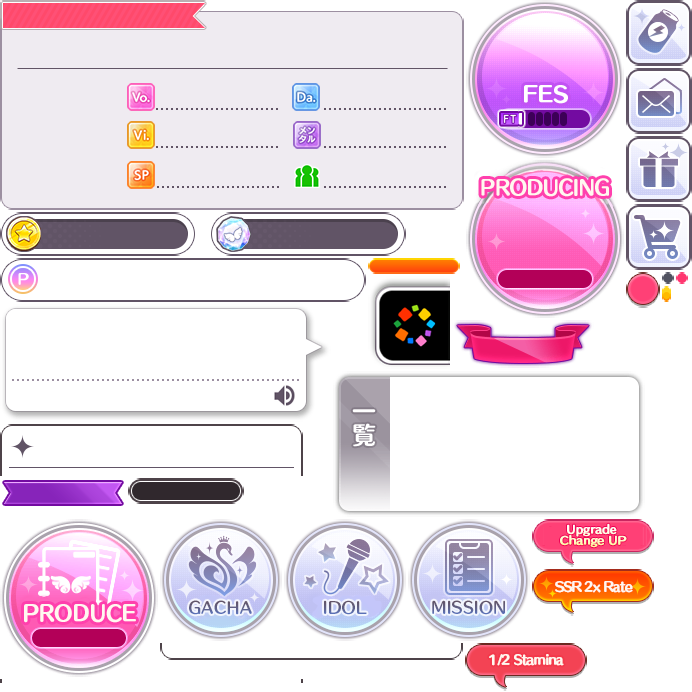 FES
FT
Vo.
Da.
Vi.
メン
タル
SP
PRODUCING
P
一
覧
Upgrade
Change UP
SSR 2x Rate
PRODUCE
GACHA
IDOL
MISSION
1/2 Stamina